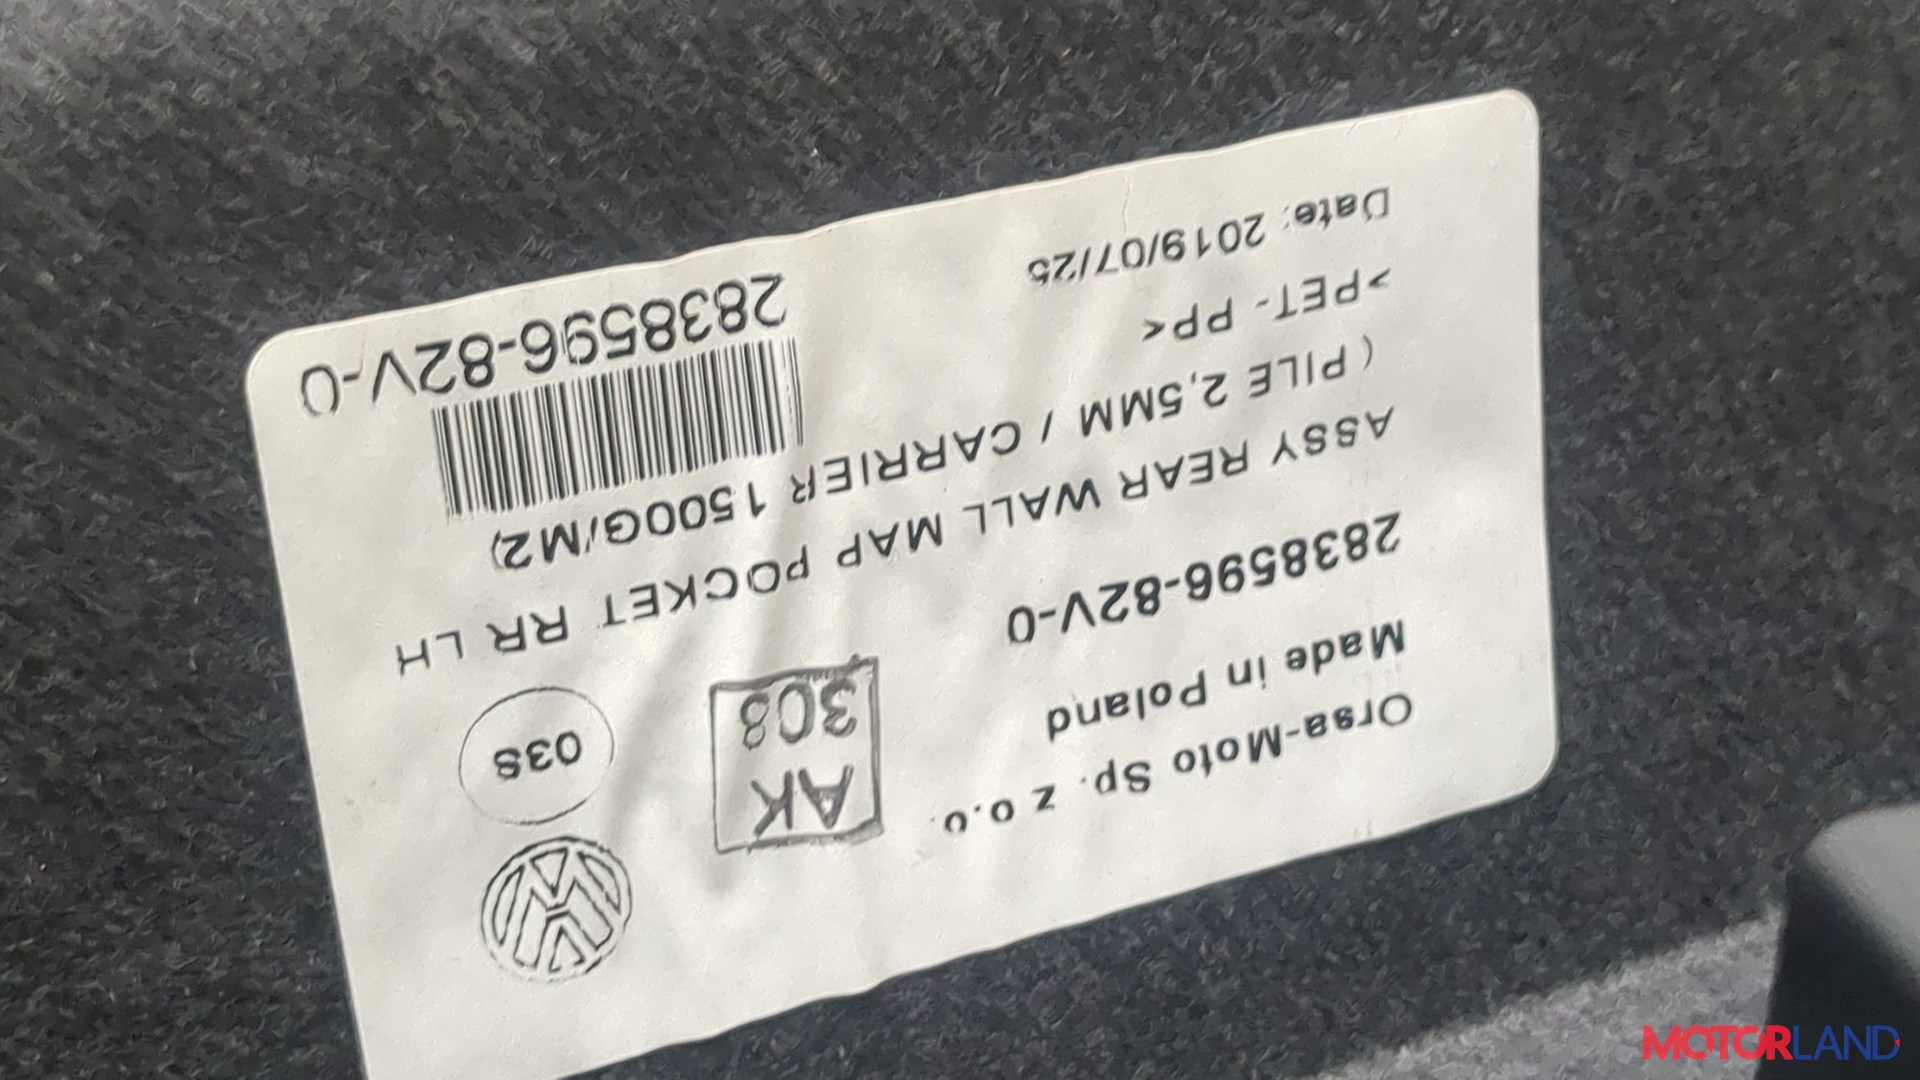 Orsa-Moto Sp. z o.o.
Made in Poland
2838596-82V-0
AK
308
03S
ASSY REAR WALL MAP POCKET RR LH
( PILE 2,5MM / CARRIER 1500G/M2)
>PET- PP<
Date: 2019/07/25
2838596-82V-0
MOTORLAND